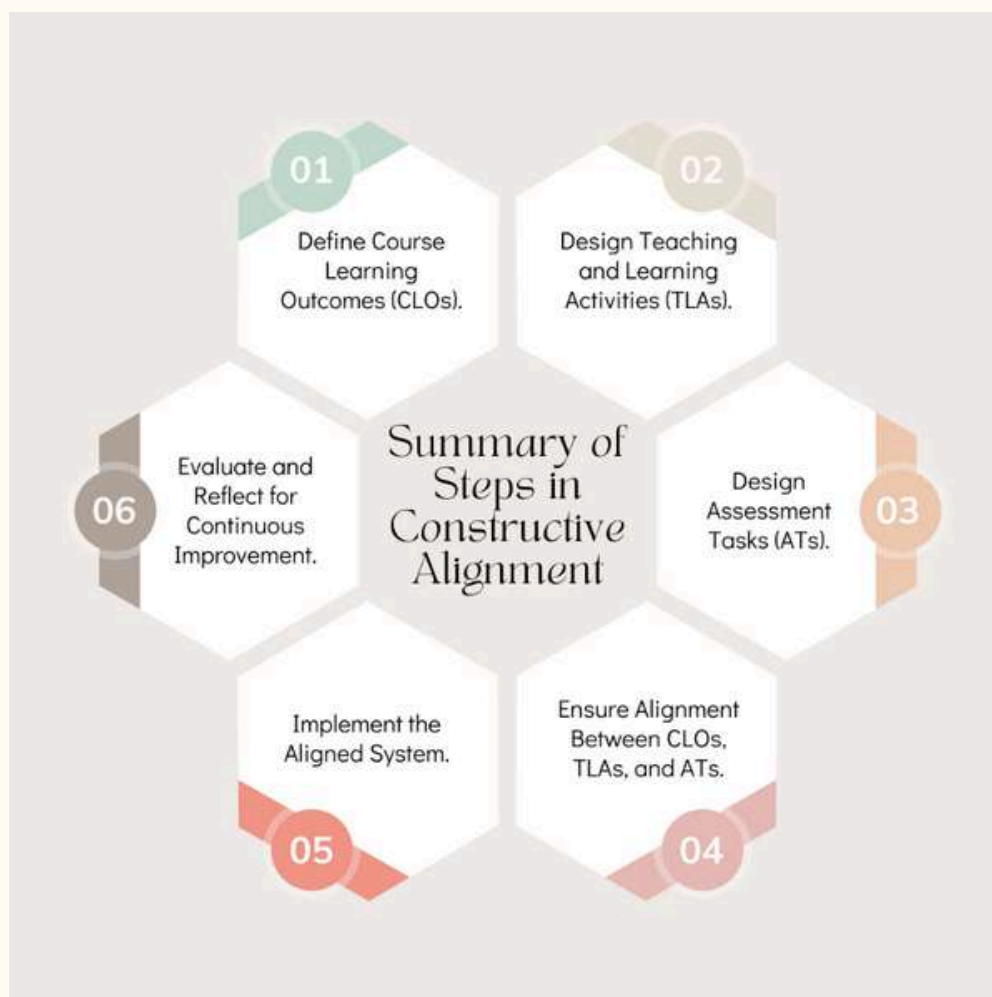 Summary of
Steps in
Constructive
Alignment
01
Define Course
Learning
Outcomes (CLOs).
02
Design Teaching
and Learning
Activities (TLAs).
03
Design
Assessment
Tasks (ATs).
04
Ensure Alignment
Between CLOs,
TLAs, and ATs.
05
Implement the
Aligned System.
06
Evaluate and
Reflect for
Continuous
Improvement.